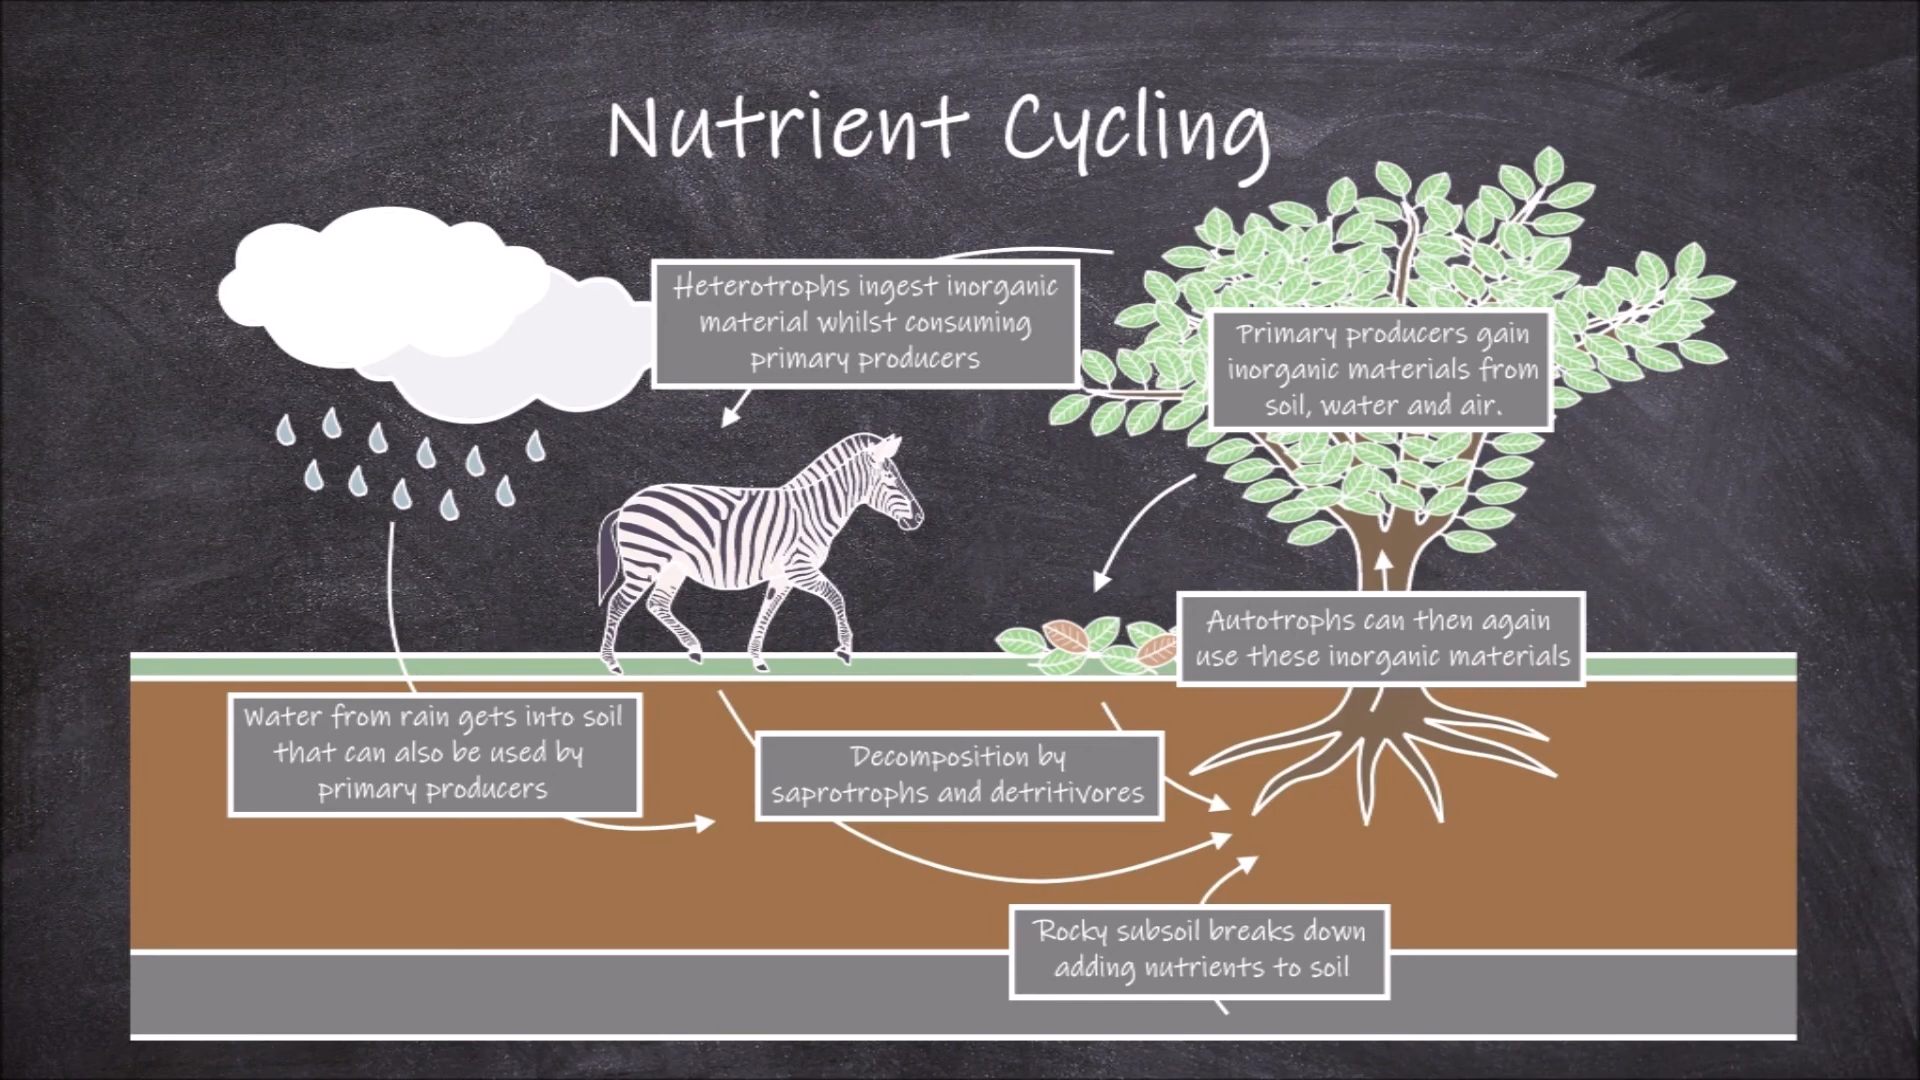 Nutrient Cycling
Heterotrophs ingest inorganic
material whilst consuming
primary producers
Primary producers gain
inorganic materials from
soil, water and air.
Autotrophs can then again
use these inorganic materials
Water from rain gets into soil
that can also be used by
primary producers
Decomposition by
saprotrophs and detritivores
Rocky subsoil breaks down
adding nutrients to soil